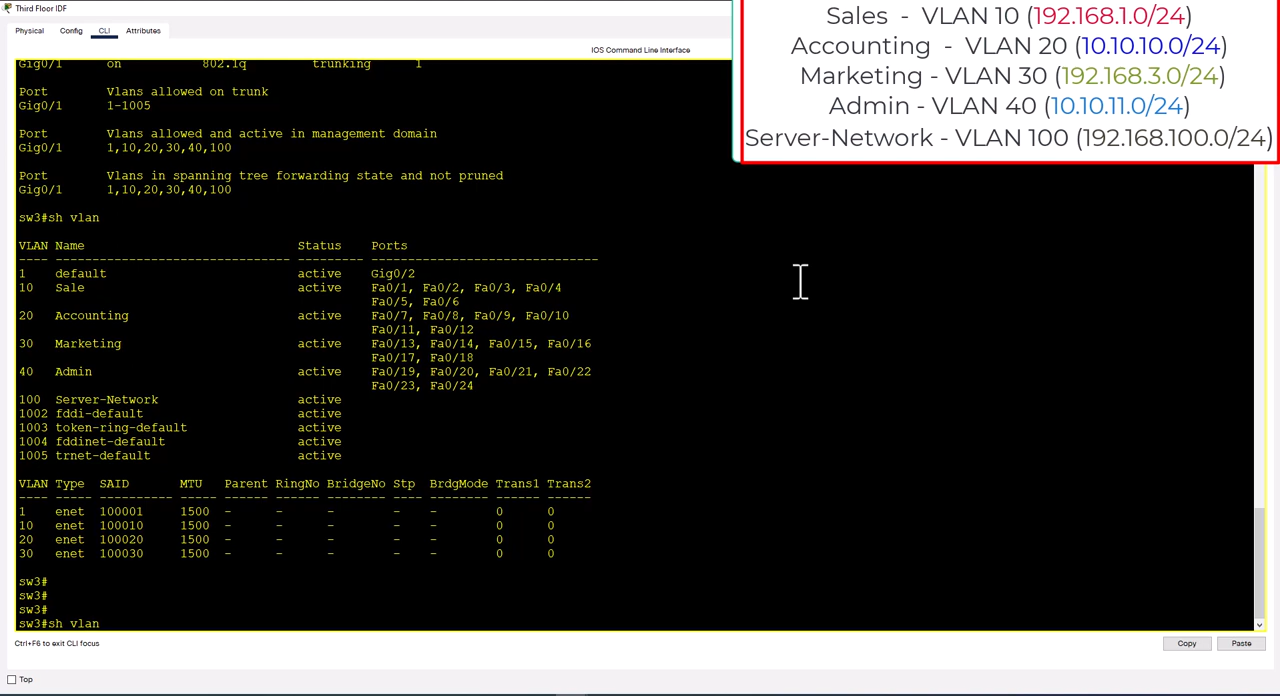 Third Floor IDF
Physical Config CLI Attributes
IOS Command Line Interface
Sales - VLAN 10 (192.168.1.0/24)
Accounting - VLAN 20 (10.10.10.0/24)
Marketing - VLAN 30 (192.168.3.0/24)
Admin - VLAN 40 (10.10.11.0/24)
Server-Network - VLAN 100 (192.168.100.0/24)
Gig0/1 on 802.1q trunking 1
Port Vlans allowed on trunk
Gig0/1 1-1005
Port Vlans allowed and active in management domain
Gig0/1 1,10,20,30,40,100
Port Vlans in spanning tree forwarding state and not pruned
Gig0/1 1,10,20,30,40,100
sw3#sh vlan
VLAN Name Status Ports
---- -------------------------------- --------- -------------------------------
1 default active Gig0/2
10 Sale active Fa0/1, Fa0/2, Fa0/3, Fa0/4
Fa0/5, Fa0/6
20 Accounting active Fa0/7, Fa0/8, Fa0/9, Fa0/10
Fa0/11, Fa0/12
30 Marketing active Fa0/13, Fa0/14, Fa0/15, Fa0/16
Fa0/17, Fa0/18
40 Admin active Fa0/19, Fa0/20, Fa0/21, Fa0/22
Fa0/23, Fa0/24
100 Server-Network active
1002 fddi-default active
1003 token-ring-default active
1004 fddinet-default active
1005 trnet-default active
VLAN Type SAID MTU Parent RingNo BridgeNo Stp BrdgMode Trans1 Trans2
---- ----- ---------- ----- ------ ------ -------- ---- -------- ------ ------
1 enet 100001 1500 - - - - - 0 0
10 enet 100010 1500 - - - - - 0 0
20 enet 100020 1500 - - - - - 0 0
30 enet 100030 1500 - - - - - 0 0
sw3#
sw3#
sw3#
sw3#sh vlan
Ctrl+F6 to exit CLI focus
Copy Paste
Top